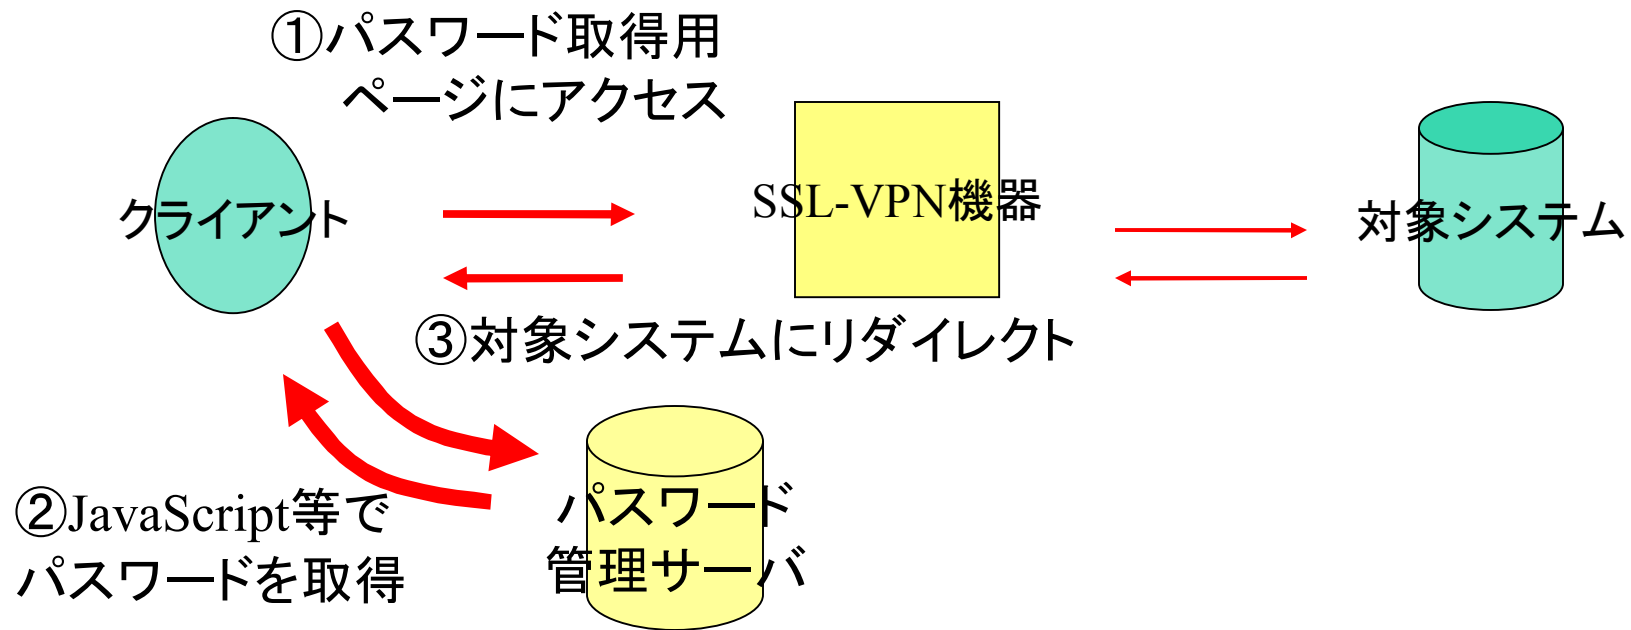 ①パスワード取得用
ページにアクセス
クライアント
SSL-VPN機器
対象システム
③対象システムにリダイレクト
②JavaScript等で
パスワードを取得
パスワード
管理サーバ